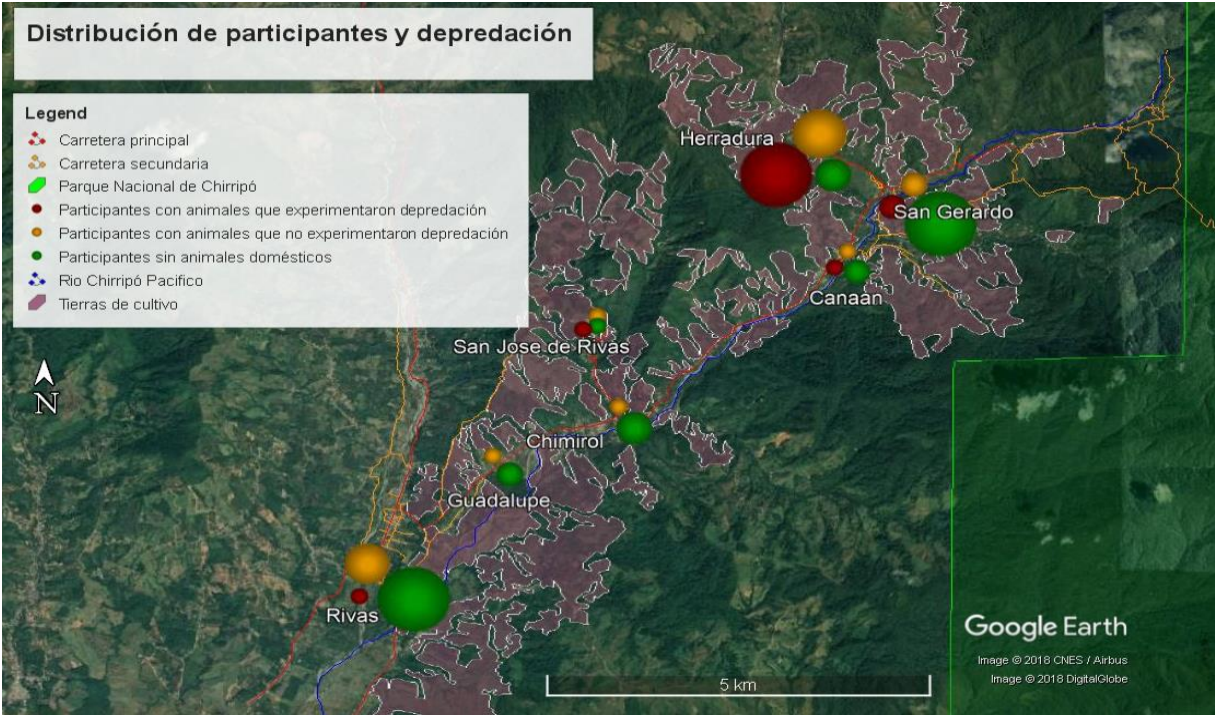 Distribución de participantes y depredación
Legend
Carretera principal
Carretera secundaria
Parque Nacional de Chirripó
Participantes con animales que experimentaron depredación
Participantes con animales que no experimentaron depredación
Participantes sin animales domésticos
Rio Chirripó Pacifico
Tierras de cultivo
Herradura
San Gerardo
Canaán
San Jose de Rivas
N
Chimirol
Guadalupe
Rivas
Google Earth
Image © 2018 CNES / Airbus
Image © 2018 DigitalGlobe
5 km